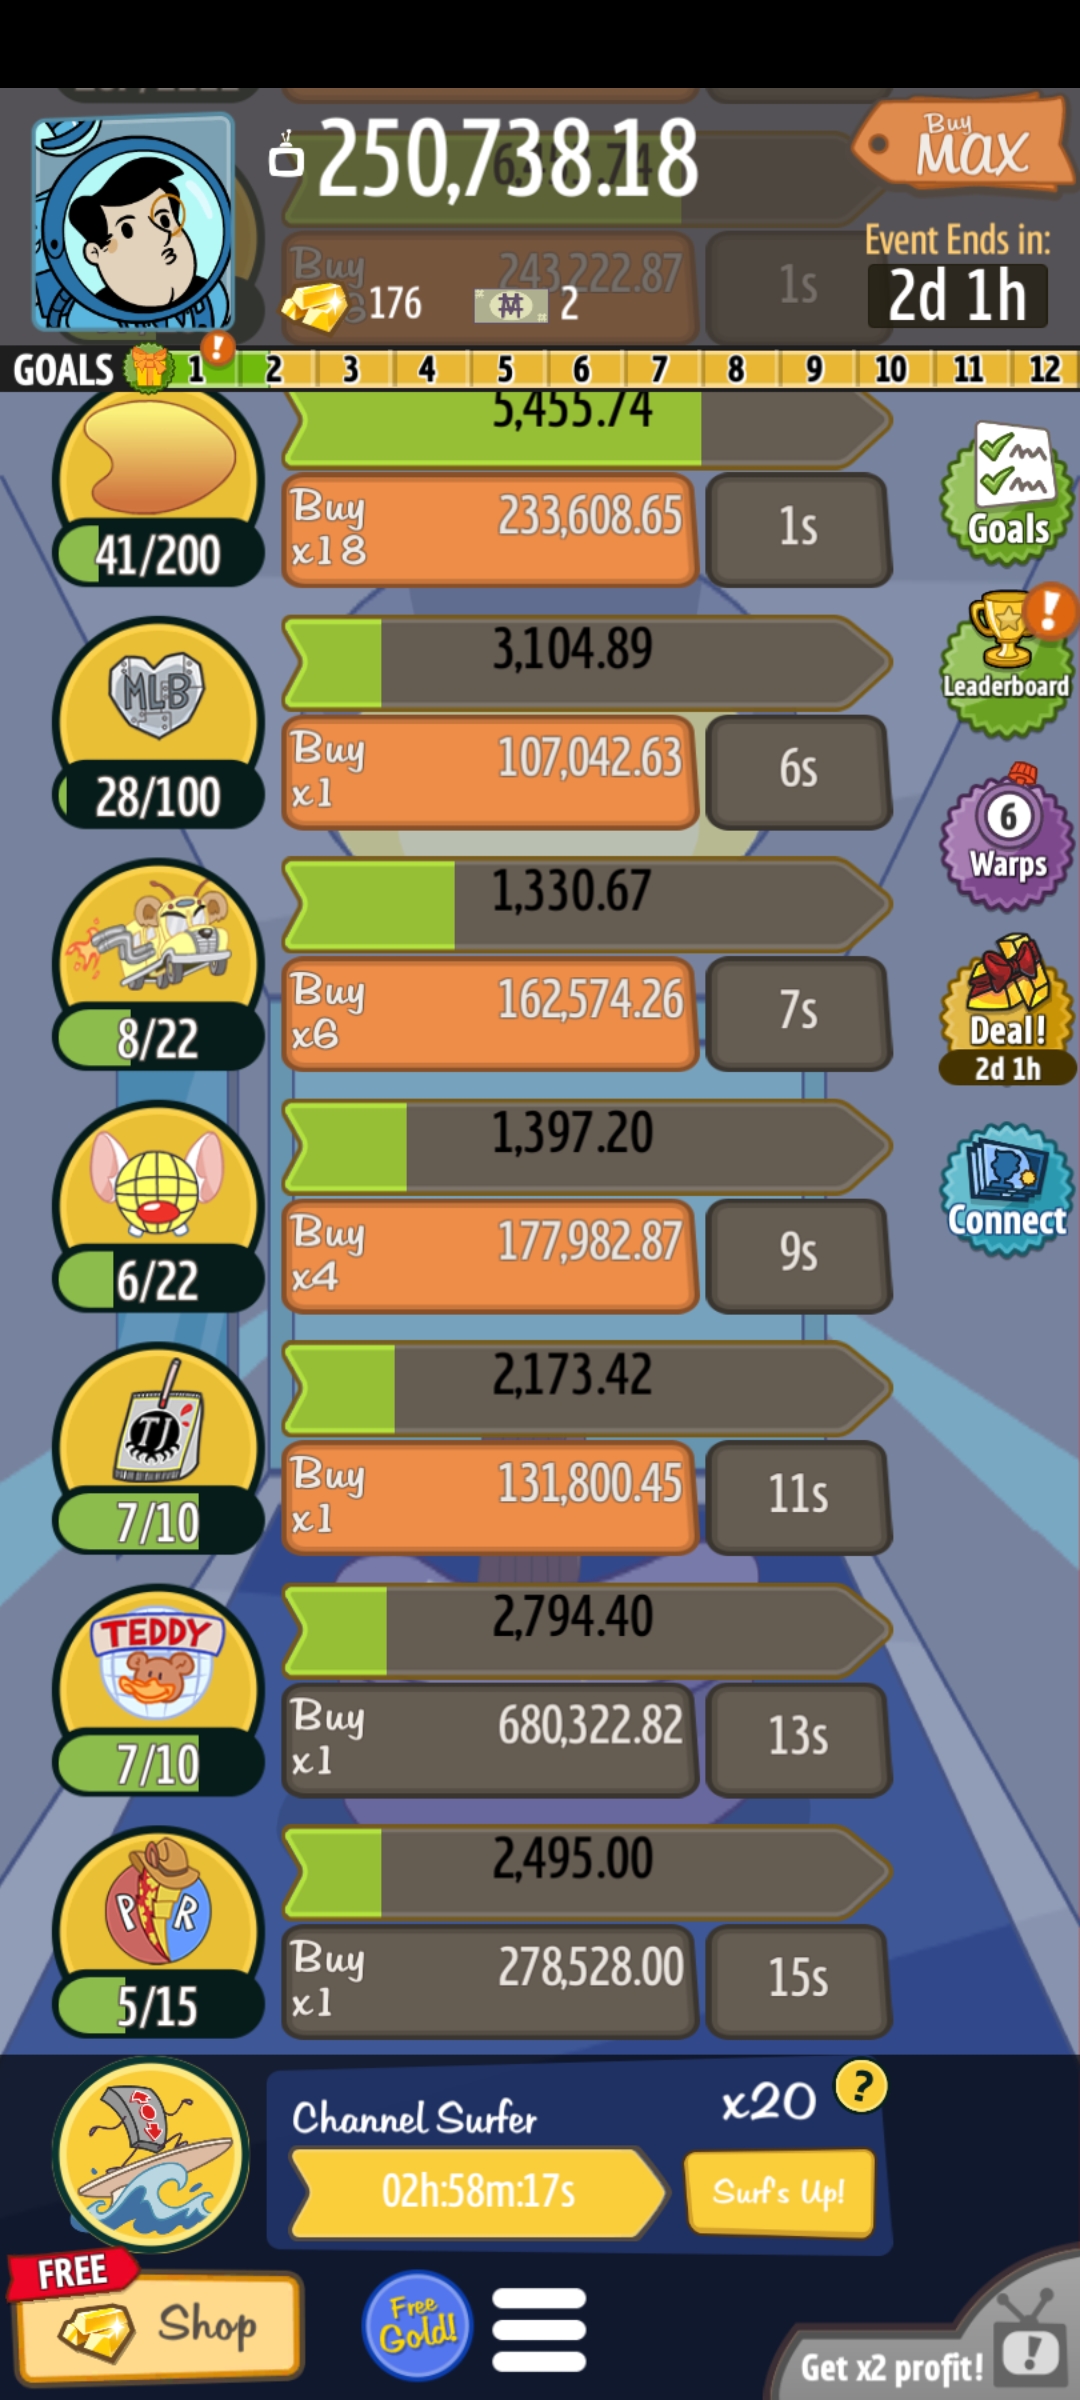 250,738.18
Buy
MAX
Buy
243,222.87
1s
176
2
Event Ends in:
2d 1h
GOALS
! 1 2 3 4 5 6 7 8 9 10 11 12
5,455.74
Buy
x18
233,608.65
1s
41/200
Goals
MLB
3,104.89
Buy
x1
107,042.63
6s
28/100
!
Leaderboard
1,330.67
Buy
x6
162,574.26
7s
8/22
6
Warps
Deal!
2d 1h
1,397.20
Buy
x4
177,982.87
9s
6/22
Connect
TJ
2,173.42
Buy
x1
131,800.45
11s
7/10
TEDDY
2,794.40
Buy
x1
680,322.82
13s
7/10
P R
2,495.00
Buy
x1
278,528.00
15s
5/15
Channel Surfer
x20
?
02h:58m:17s
Surf's Up!
FREE
Shop
Free
Gold!
Get x2 profit!
!